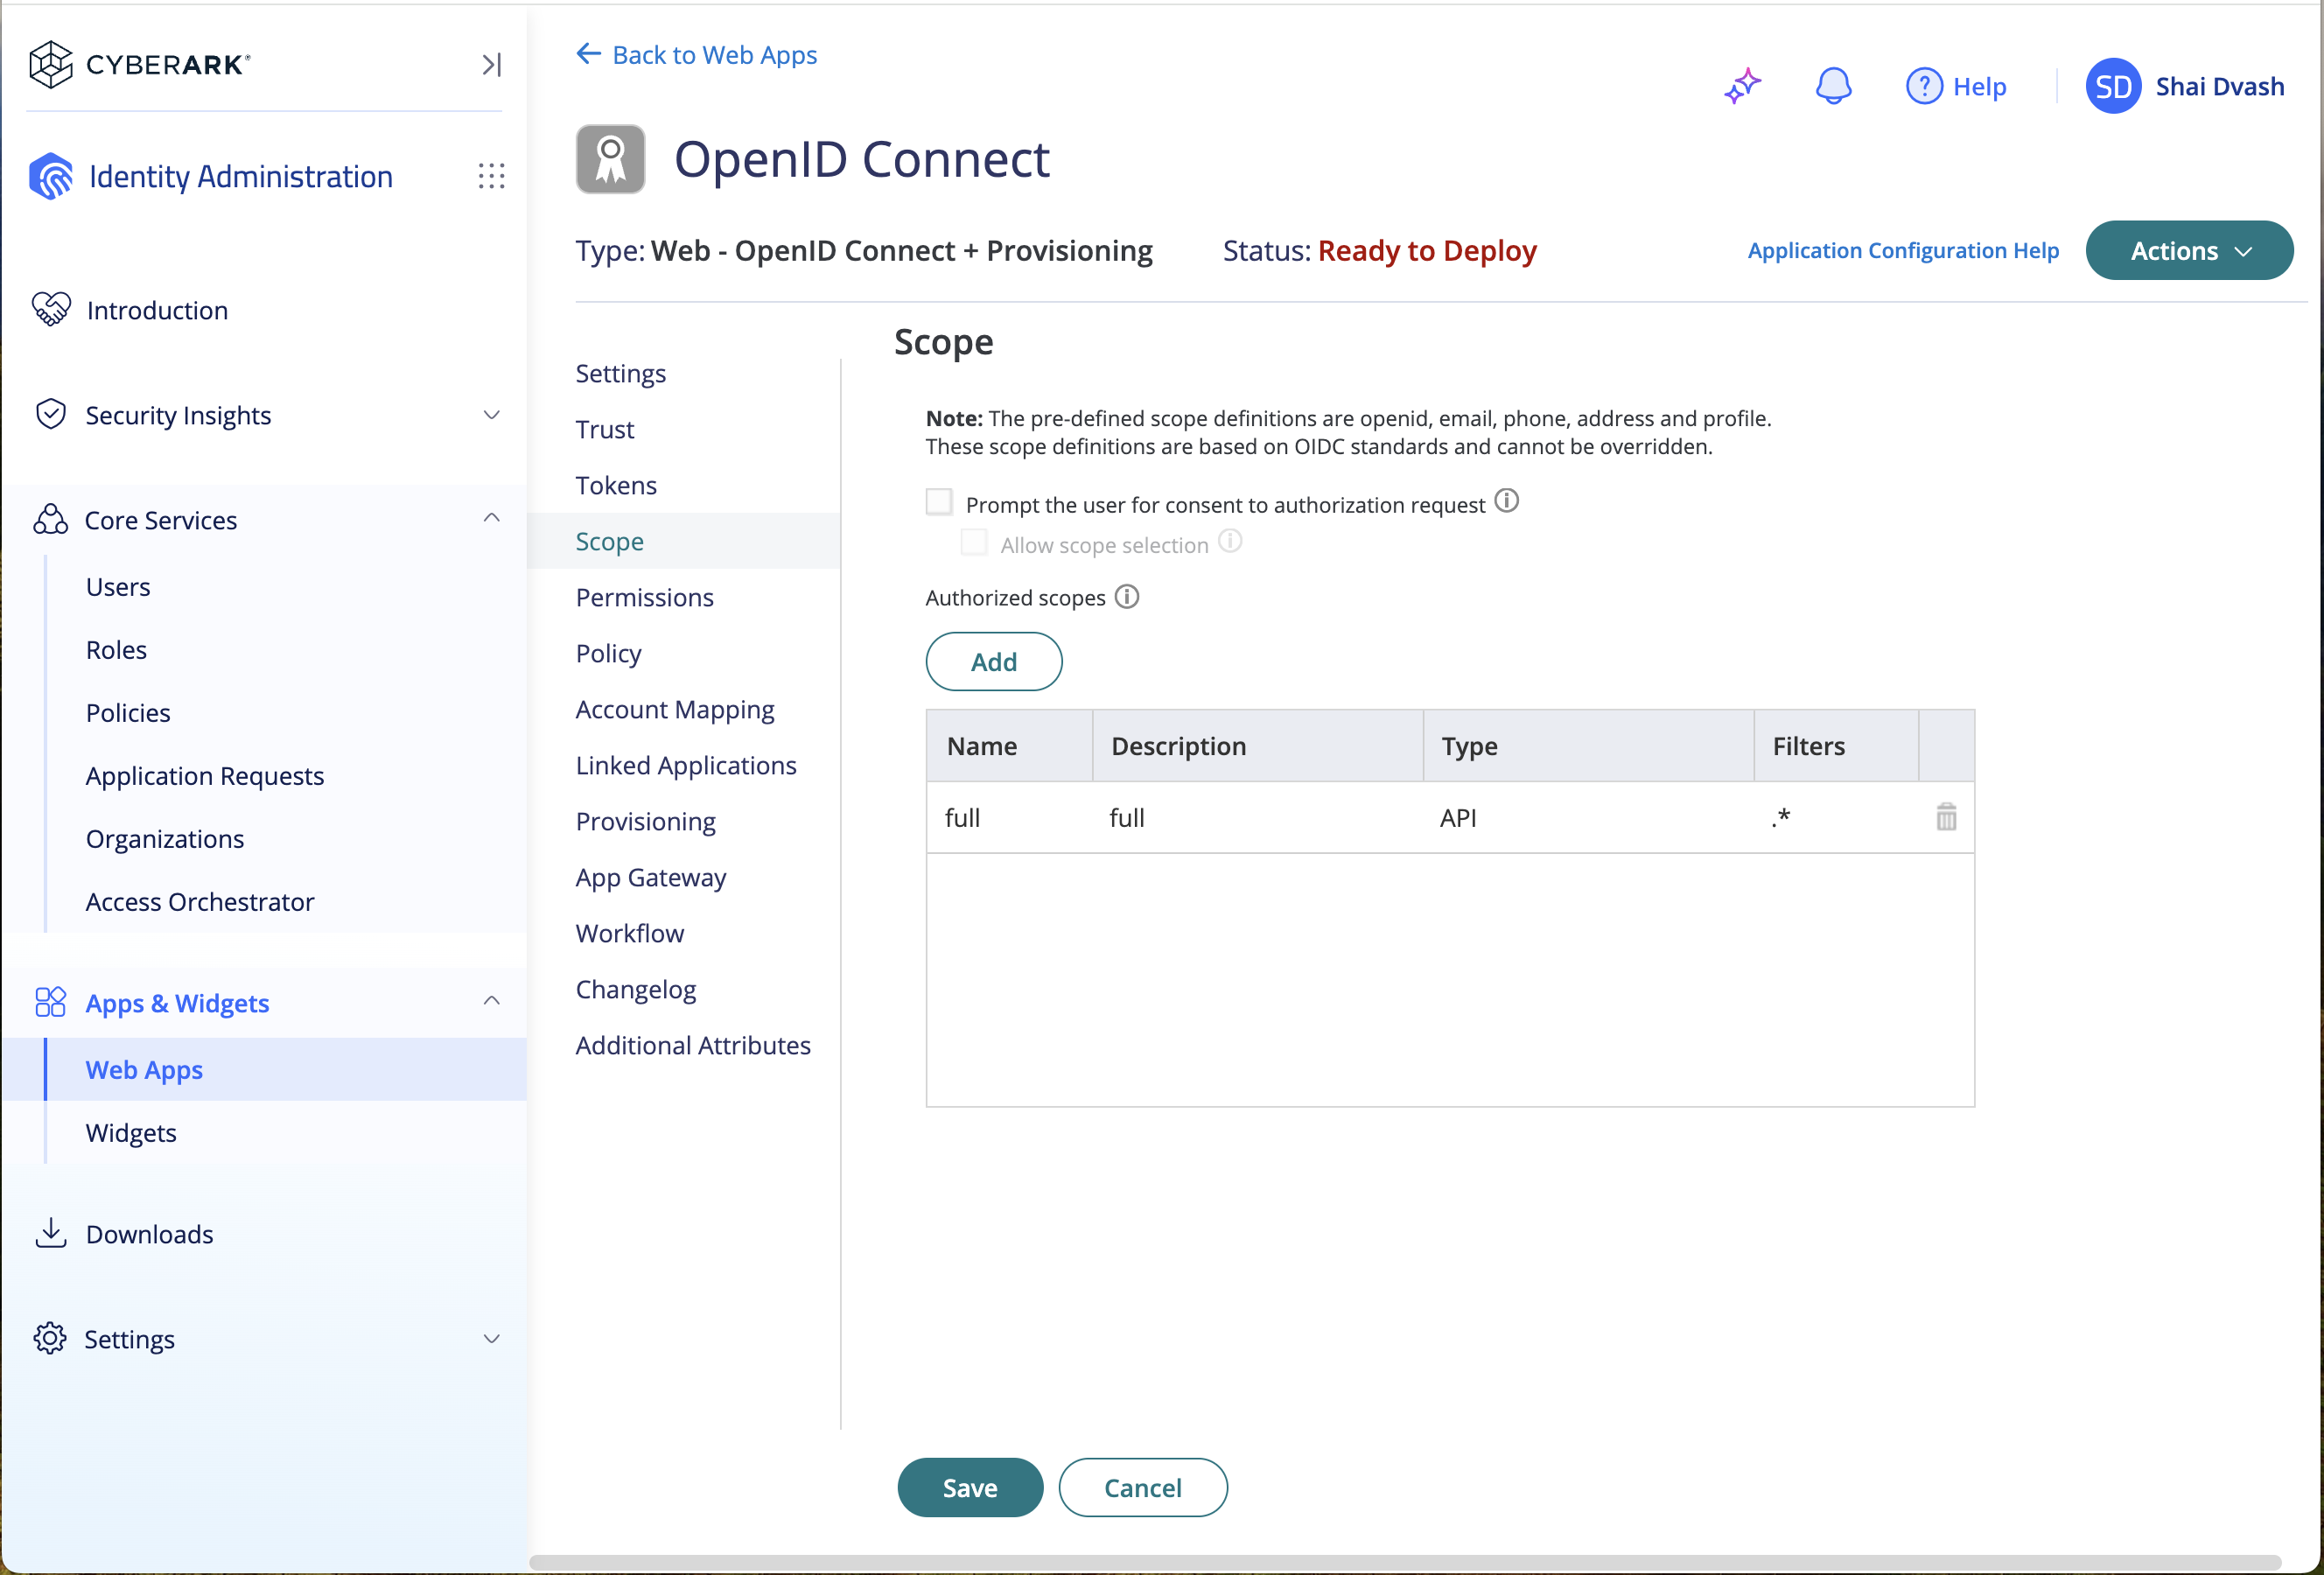 CYBERARK®
Identity Administration
Introduction
Security Insights
Core Services
Users
Roles
Policies
Application Requests
Organizations
Access Orchestrator
Apps & Widgets
Web Apps
Widgets
Downloads
Settings
Back to Web Apps
Help
SD
Shai Dvash
OpenID Connect
Type: Web - OpenID Connect + Provisioning
Status: Ready to Deploy
Application Configuration Help
Actions
Settings
Trust
Tokens
Scope
Permissions
Policy
Account Mapping
Linked Applications
Provisioning
App Gateway
Workflow
Changelog
Additional Attributes
Scope
Note: The pre-defined scope definitions are openid, email, phone, address and profile.
These scope definitions are based on OIDC standards and cannot be overridden.
Prompt the user for consent to authorization request
Allow scope selection
Authorized scopes
Add
Name Description Type Filters
full full API .*
Save Cancel